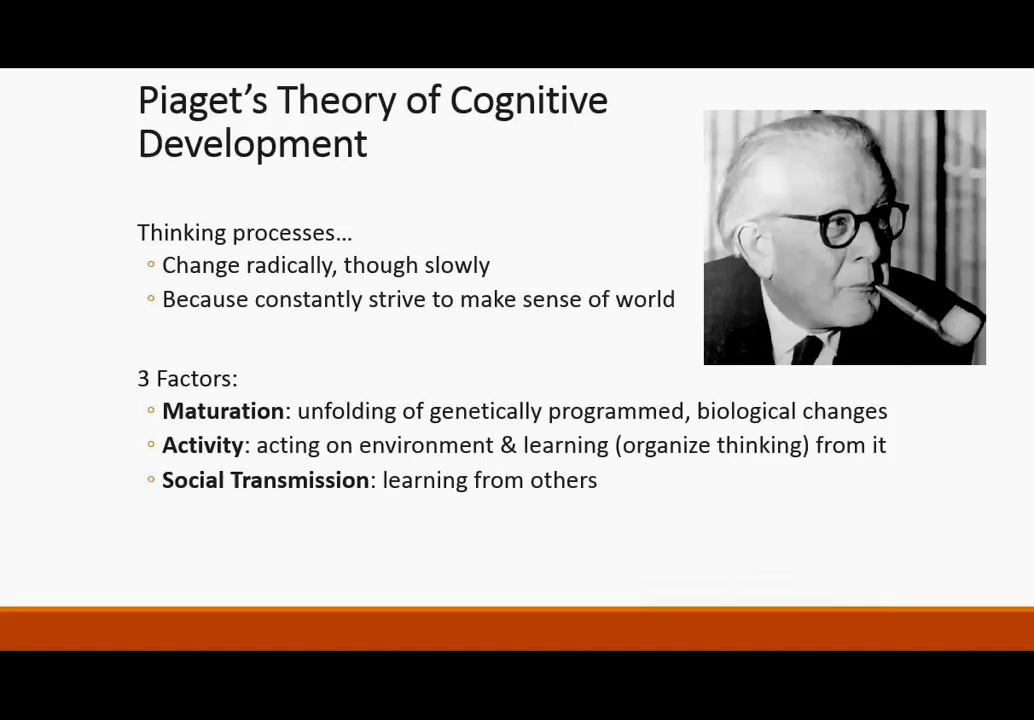 Piaget’s Theory of Cognitive
Development
Thinking processes…
◦ Change radically, though slowly
◦ Because constantly strive to make sense of world
3 Factors:
◦ Maturation: unfolding of genetically programmed, biological changes
◦ Activity: acting on environment & learning (organize thinking) from it
◦ Social Transmission: learning from others